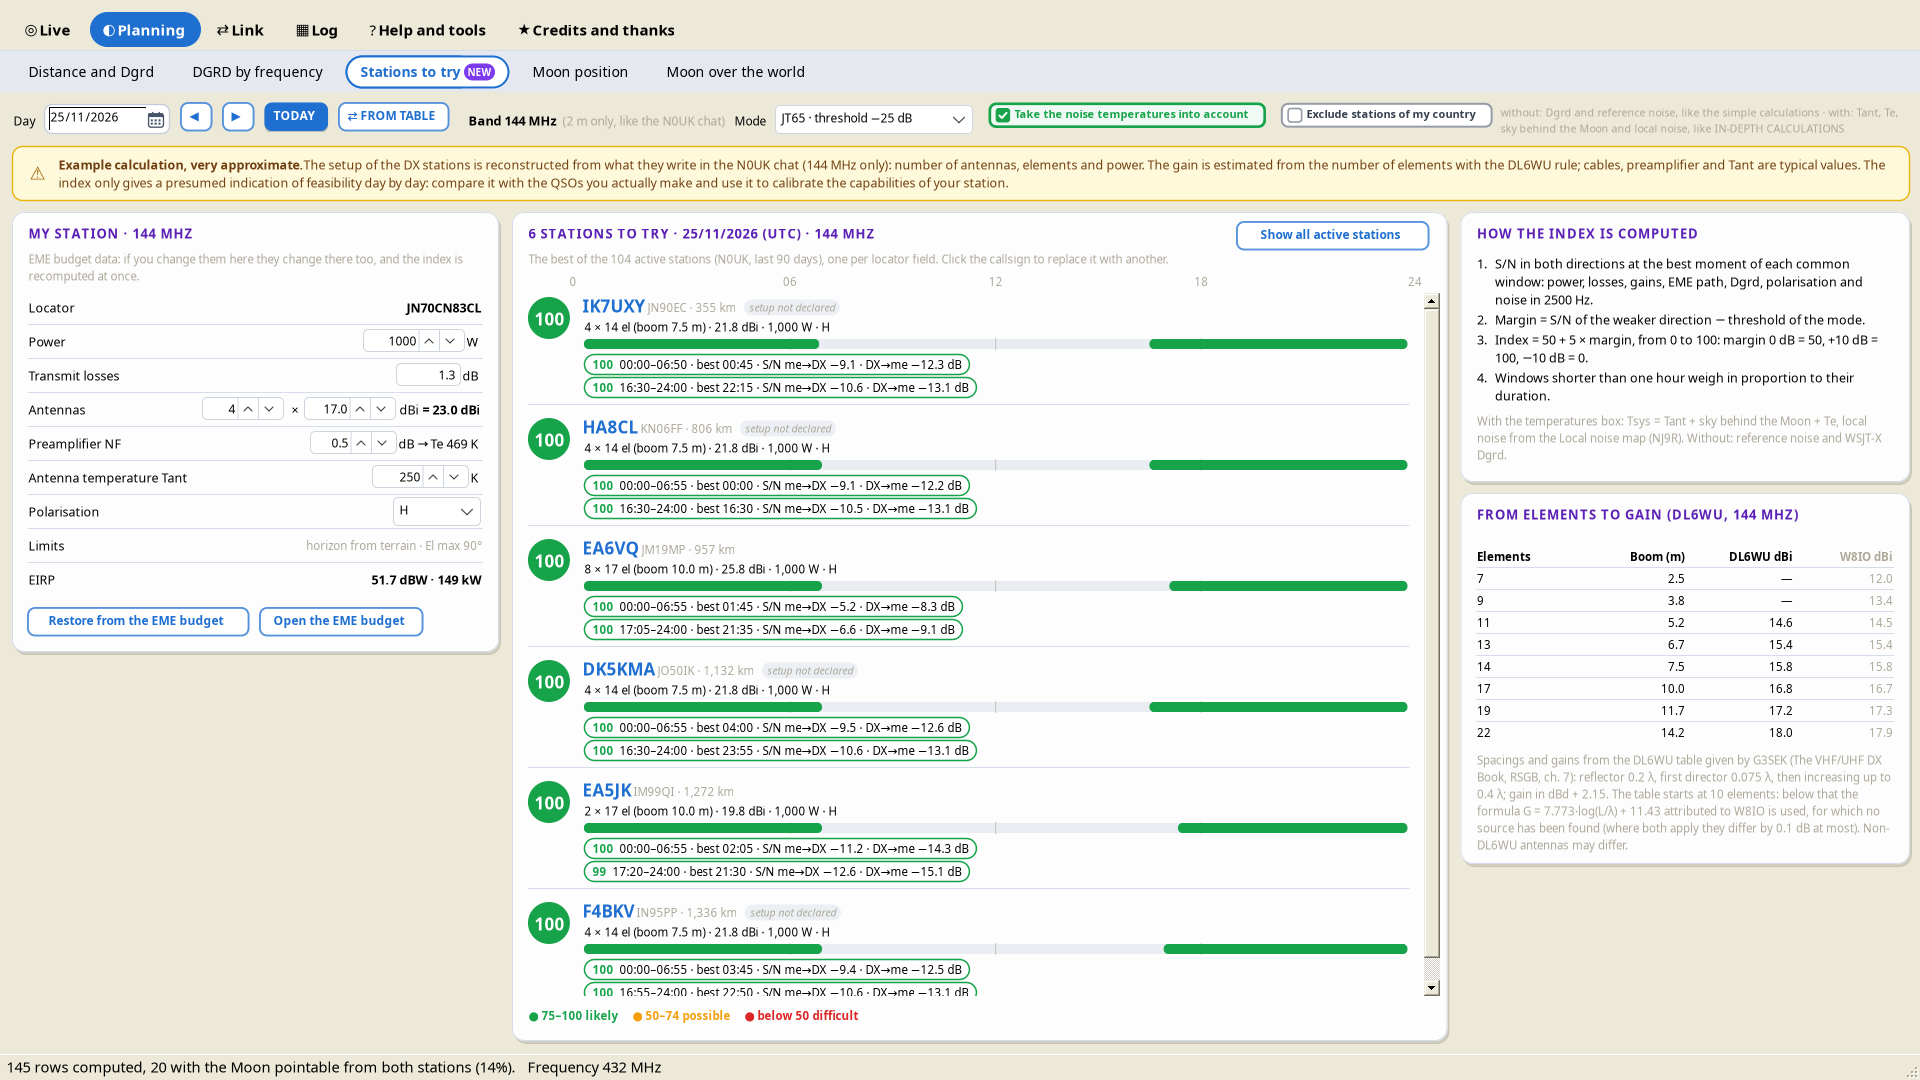 ◎ Live ◐ Planning ⇄ Link ▦ Log ? Help and tools ★ Credits and thanks
Distance and Dgrd DGRD by frequency Stations to try NEW Moon position Moon over the world
Day 25/11/2026 ◀ ▶ TODAY ⇄ FROM TABLE Band 144 MHz (2 m only, like the N0UK chat) Mode JT65 · threshold −25 dB Take the noise temperatures into account Exclude stations of my country
without: Dgrd and reference noise, like the simple calculations · with: Tant, Te,
sky behind the Moon and local noise, like IN-DEPTH CALCULATIONS
⚠ Example calculation, very approximate.The setup of the DX stations is reconstructed from what they write in the N0UK chat (144 MHz only): number of antennas, elements and power. The gain is estimated from the number of elements with the DL6WU rule; cables, preamplifier and Tant are typical values. The
index only gives a presumed indication of feasibility day by day: compare it with the QSOs you actually make and use it to calibrate the capabilities of your station.
MY STATION · 144 MHZ
EME budget data: if you change them here they change there too, and the index is
recomputed at once.
Locator JN70CN83CL
Power 1000 W
Transmit losses 1.3 dB
Antennas 4 × 17.0 dBi = 23.0 dBi
Preamplifier NF 0.5 dB → Te 469 K
Antenna temperature Tant 250 K
Polarisation H
Limits horizon from terrain · El max 90°
EIRP 51.7 dBW · 149 kW
Restore from the EME budget Open the EME budget
6 STATIONS TO TRY · 25/11/2026 (UTC) · 144 MHZ Show all active stations
The best of the 104 active stations (N0UK, last 90 days), one per locator field. Click the callsign to replace it with another.
0 06 12 18 24
100 IK7UXY JN90EC · 355 km setup not declared
4 × 14 el (boom 7.5 m) · 21.8 dBi · 1,000 W · H
100 00:00–06:50 · best 00:45 · S/N me→DX −9.1 · DX→me −12.3 dB
100 16:30–24:00 · best 22:15 · S/N me→DX −10.6 · DX→me −13.1 dB
100 HA8CL KN06FF · 806 km setup not declared
4 × 14 el (boom 7.5 m) · 21.8 dBi · 1,000 W · H
100 00:00–06:55 · best 00:00 · S/N me→DX −9.1 · DX→me −12.2 dB
100 16:30–24:00 · best 16:30 · S/N me→DX −10.5 · DX→me −13.1 dB
100 EA6VQ JM19MP · 957 km
8 × 17 el (boom 10.0 m) · 25.8 dBi · 1,000 W · H
100 00:00–06:55 · best 01:45 · S/N me→DX −5.2 · DX→me −8.3 dB
100 17:05–24:00 · best 21:35 · S/N me→DX −6.6 · DX→me −9.1 dB
100 DK5KMA JO50IK · 1,132 km setup not declared
4 × 14 el (boom 7.5 m) · 21.8 dBi · 1,000 W · H
100 00:00–06:55 · best 04:00 · S/N me→DX −9.5 · DX→me −12.6 dB
100 16:30–24:00 · best 23:55 · S/N me→DX −10.6 · DX→me −13.1 dB
100 EA5JK IM99QI · 1,272 km
2 × 17 el (boom 10.0 m) · 19.8 dBi · 1,000 W · H
100 00:00–06:55 · best 02:05 · S/N me→DX −11.2 · DX→me −14.3 dB
99 17:20–24:00 · best 21:30 · S/N me→DX −12.6 · DX→me −15.1 dB
100 F4BKV IN95PP · 1,336 km setup not declared
4 × 14 el (boom 7.5 m) · 21.8 dBi · 1,000 W · H
100 00:00–06:55 · best 03:45 · S/N me→DX −9.4 · DX→me −12.5 dB
100 16:55–24:00 · best 22:50 · S/N me→DX −10.6 · DX→me −13.1 dB
● 75–100 likely ● 50–74 possible ● below 50 difficult
HOW THE INDEX IS COMPUTED
1. S/N in both directions at the best moment of each common
window: power, losses, gains, EME path, Dgrd, polarisation and
noise in 2500 Hz.
2. Margin = S/N of the weaker direction − threshold of the mode.
3. Index = 50 + 5 × margin, from 0 to 100: margin 0 dB = 50, +10 dB =
100, −10 dB = 0.
4. Windows shorter than one hour weigh in proportion to their
duration.
With the temperatures box: Tsys = Tant + sky behind the Moon + Te, local
noise from the Local noise map (NJ9R). Without: reference noise and WSJT-X
Dgrd.
FROM ELEMENTS TO GAIN (DL6WU, 144 MHZ)
Elements Boom (m) DL6WU dBi W8IO dBi
7 2.5 — 12.0
9 3.8 — 13.4
11 5.2 14.6 14.5
13 6.7 15.4 15.4
14 7.5 15.8 15.8
17 10.0 16.8 16.7
19 11.7 17.2 17.3
22 14.2 18.0 17.9
Spacings and gains from the DL6WU table given by G3SEK (The VHF/UHF DX
Book, RSGB, ch. 7): reflector 0.2 λ, first director 0.075 λ, then increasing up to
0.4 λ; gain in dBd + 2.15. The table starts at 10 elements: below that the
formula G = 7.773·log(L/λ) + 11.43 attributed to W8IO is used, for which no
source has been found (where both apply they differ by 0.1 dB at most). Non-
DL6WU antennas may differ.
145 rows computed, 20 with the Moon pointable from both stations (14%). Frequency 432 MHz